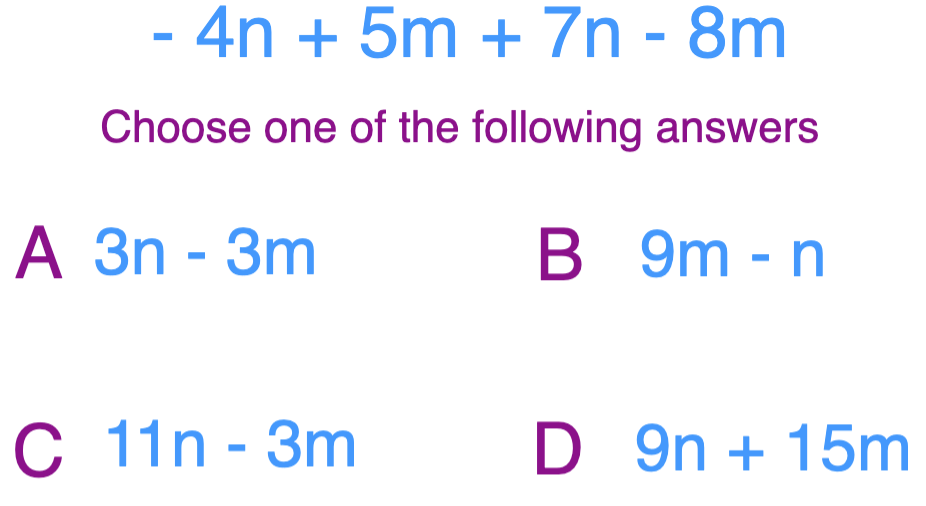 - 4n + 5m + 7n - 8m
Choose one of the following answers
A 3n - 3m
B 9m - n
C 11n - 3m
D 9n + 15m